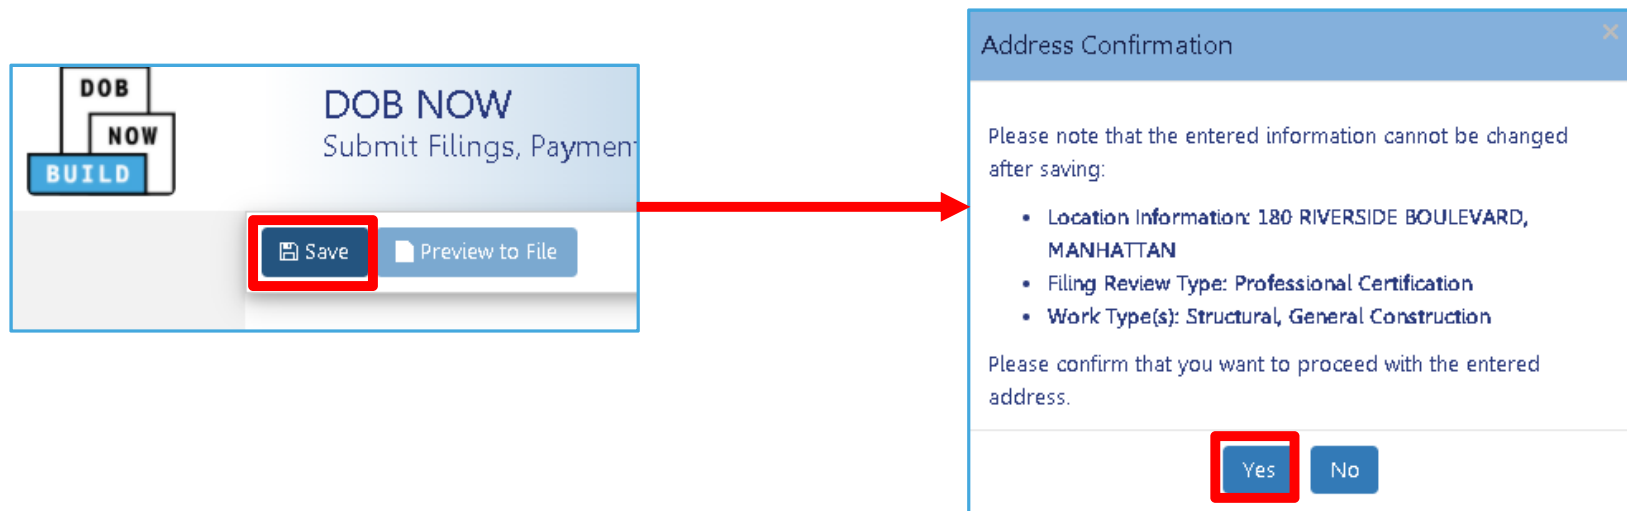 DOB
NOW
BUILD
DOB NOW
Submit Filings, Payment
Save
Preview to File
Address Confirmation
×
Please note that the entered information cannot be changed
after saving:
• Location Information: 180 RIVERSIDE BOULEVARD,
MANHATTAN
• Filing Review Type: Professional Certification
• Work Type(s): Structural, General Construction
Please confirm that you want to proceed with the entered
address.
Yes
No